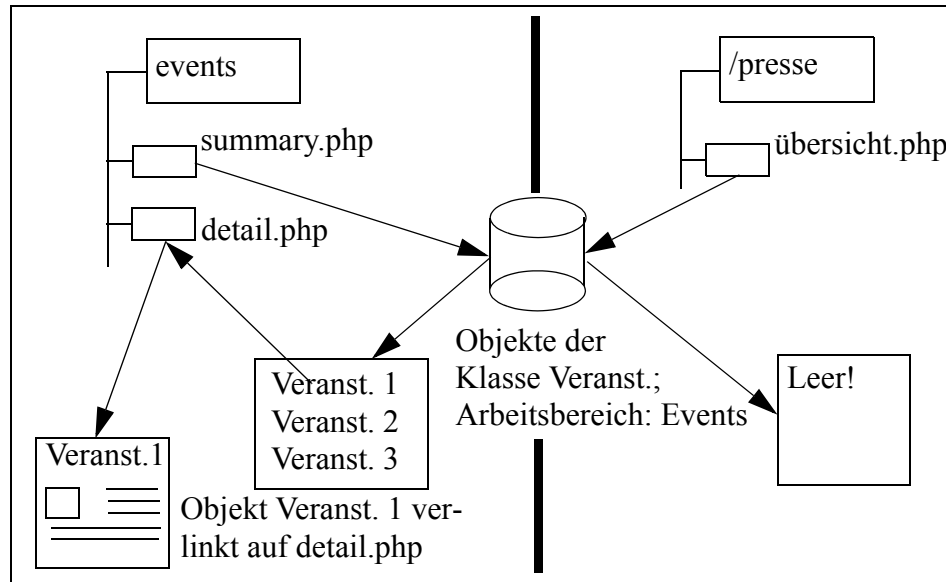 events
summary.php
detail.php
/presse
übersicht.php
Objekte der
Klasse Veranst.;
Arbeitsbereich: Events
Veranst. 1
Veranst. 2
Veranst. 3
Leer!
Veranst.1
Objekt Veranst. 1 ver-
linkt auf detail.php